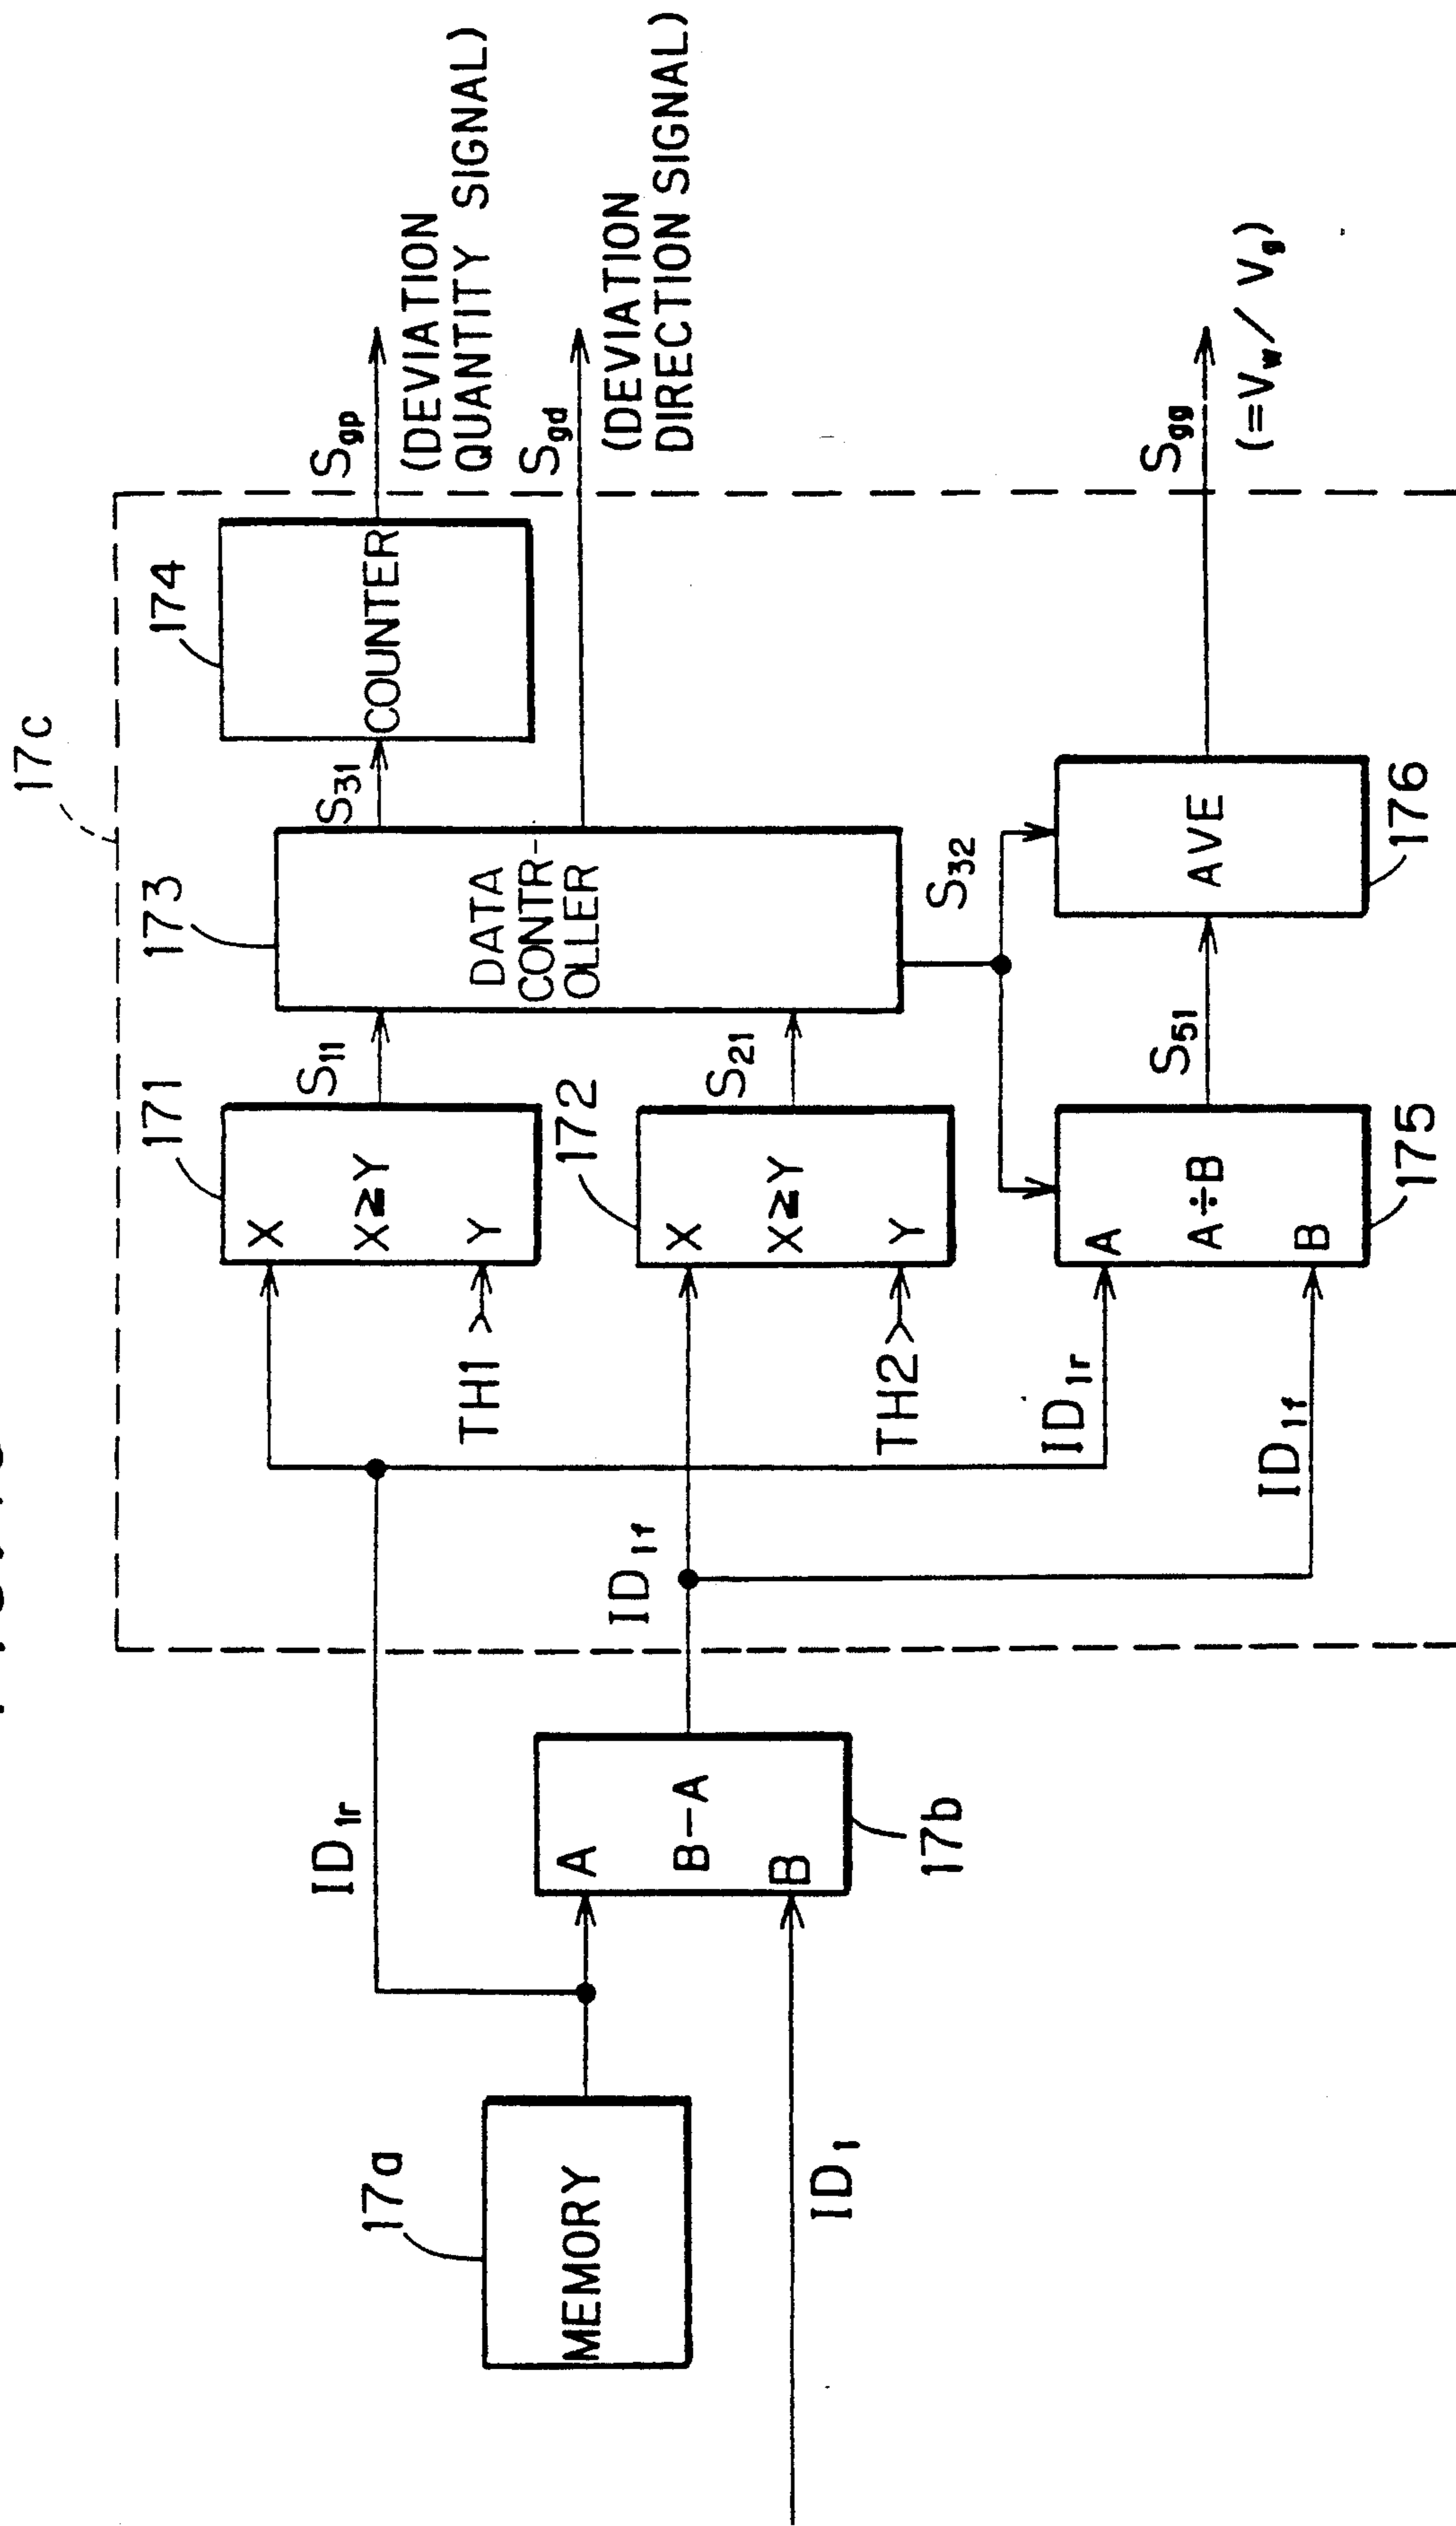 17c
174
COUNTER
Sgp
(DEVIATION
QUANTITY SIGNAL)
Sgd
(DEVIATION
DIRECTION SIGNAL)
173
S31
DATA
CONTR-
OLLER
S32
171
X
X≧Y
Y
S11
TH1
172
X
X≧Y
Y
S21
TH2
ID1r
ID1f
ID1r
ID1f
A
A÷B
B
175
S51
AVE
176
Sgg
(=Vw/Vg)
17a
MEMORY
A
B-A
B
17b
ID1